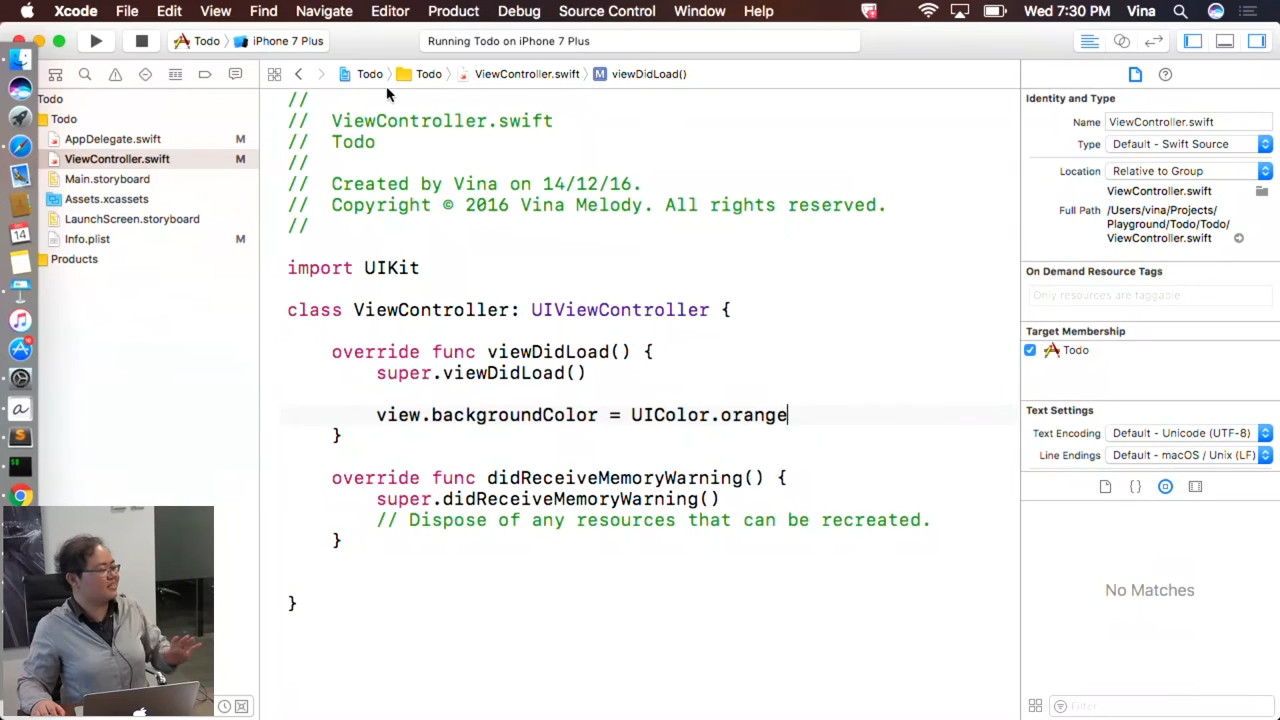 Xcode File Edit View Find Navigate Editor Product Debug Source Control Window Help Wed 7:30 PM Vina
Todo iPhone 7 Plus Running Todo on iPhone 7 Plus
Todo Todo ViewController.swift M viewDidLoad()
Todo
Todo
AppDelegate.swift M
ViewController.swift M
Main.storyboard
Assets.xcassets
LaunchScreen.storyboard
Info.plist M
Products
14
//
// ViewController.swift
// Todo
//
// Created by Vina on 14/12/16.
// Copyright © 2016 Vina Melody. All rights reserved.
//
import UIKit
class ViewController: UIViewController {
override func viewDidLoad() {
super.viewDidLoad()
view.backgroundColor = UIColor.orange
}
override func didReceiveMemoryWarning() {
super.didReceiveMemoryWarning()
// Dispose of any resources that can be recreated.
}
}
Identity and Type
Name ViewController.swift
Type Default - Swift Source
Location Relative to Group
ViewController.swift
Full Path /Users/vina/Projects/
Playground/Todo/Todo/
ViewController.swift
On Demand Resource Tags
Only resources are taggable
Target Membership
Todo
Text Settings
Text Encoding Default - Unicode (UTF-8)
Line Endings Default - macOS / Unix (LF)
{}
No Matches
Filter